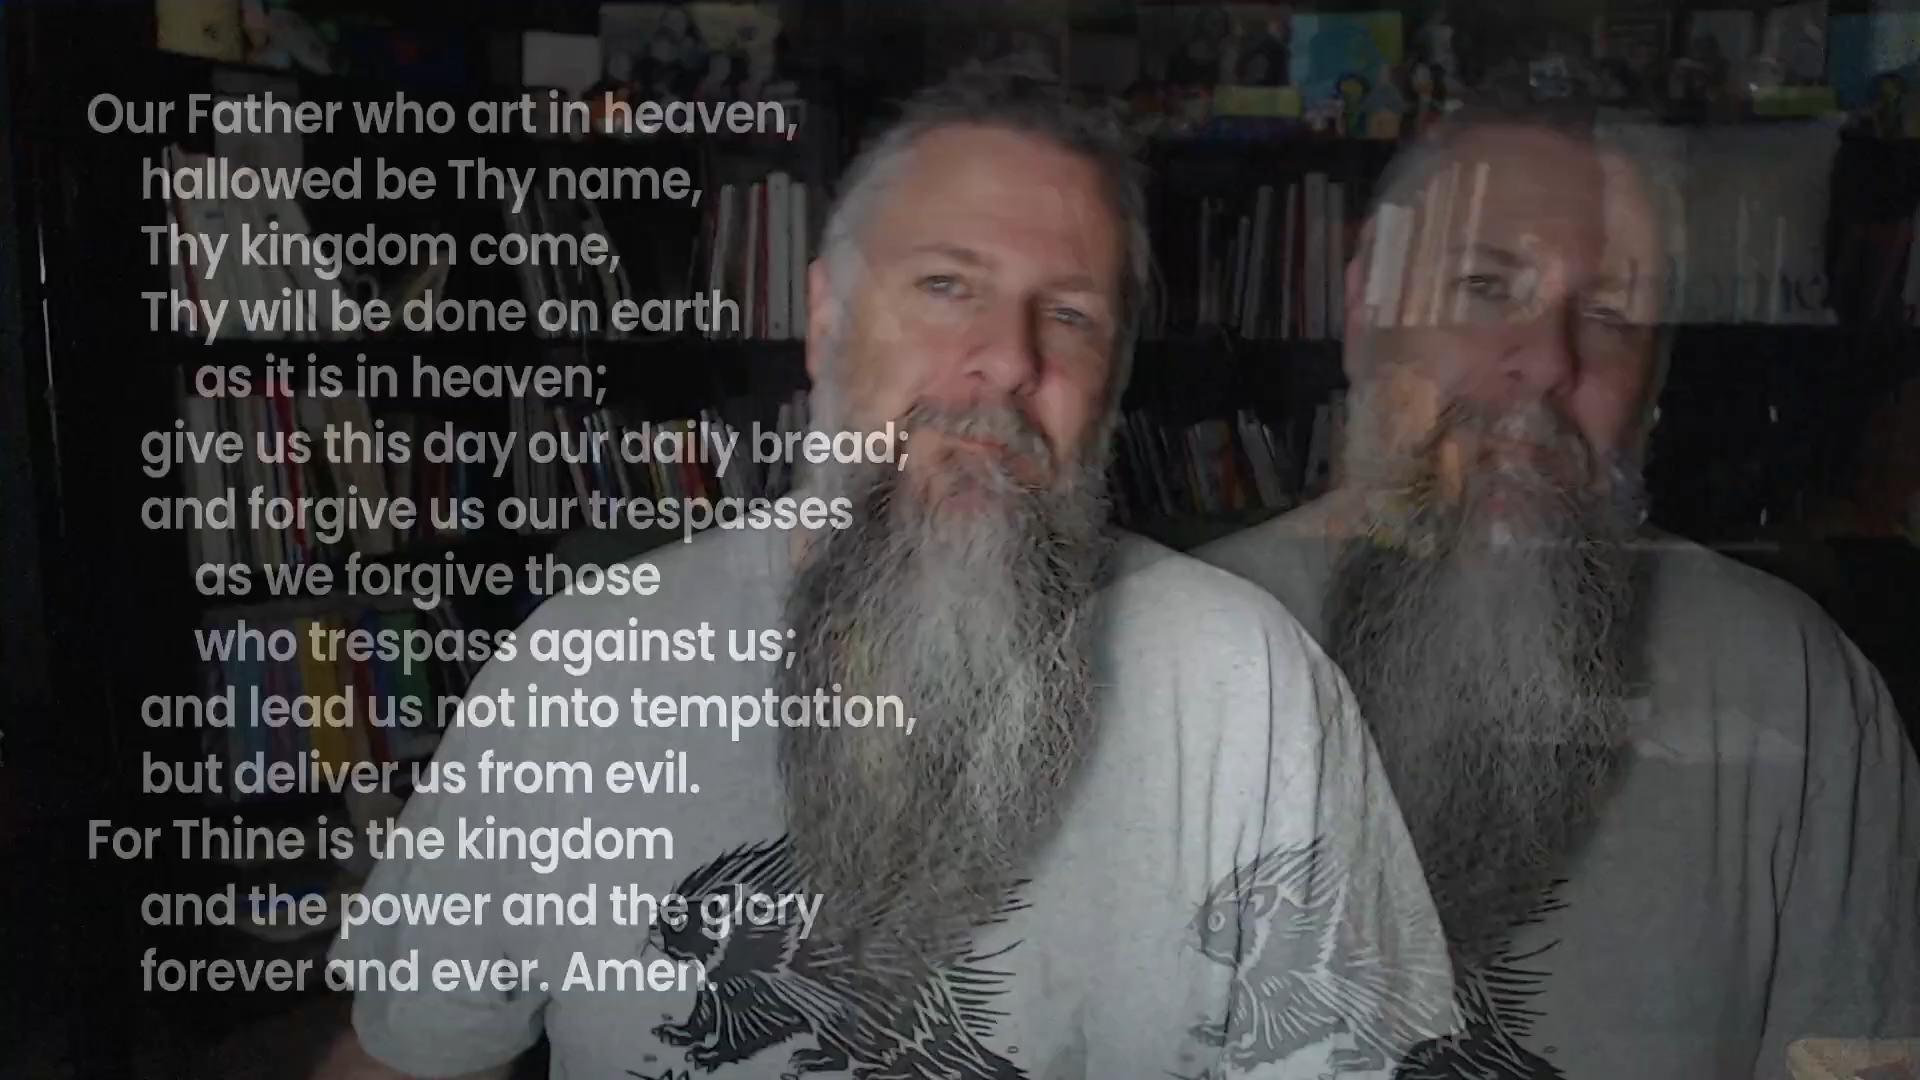 Our Father who art in heaven,
hallowed be Thy name,
Thy kingdom come,
Thy will be done on earth
as it is in heaven;
give us this day our daily bread;
and forgive us our trespasses
as we forgive those
who trespass against us;
and lead us not into temptation,
but deliver us from evil.
For Thine is the kingdom
and the power and the glory
forever and ever. Amen.